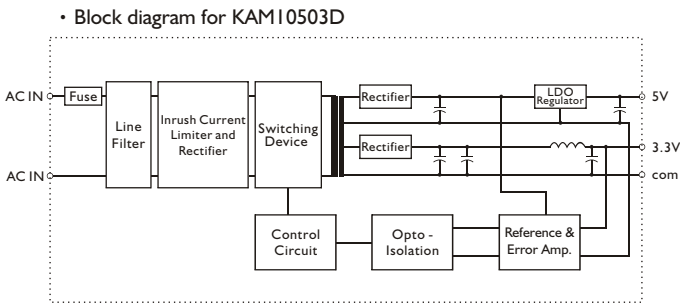 • Block diagram for KAM10503D
AC IN
Fuse
Line
Filter
Inrush Current
Limiter and
Rectifier
Switching
Device
Rectifier
LDO
Regulator
5V
Rectifier
3.3V
AC IN
com
Control
Circuit
Opto -
Isolation
Reference &
Error Amp.